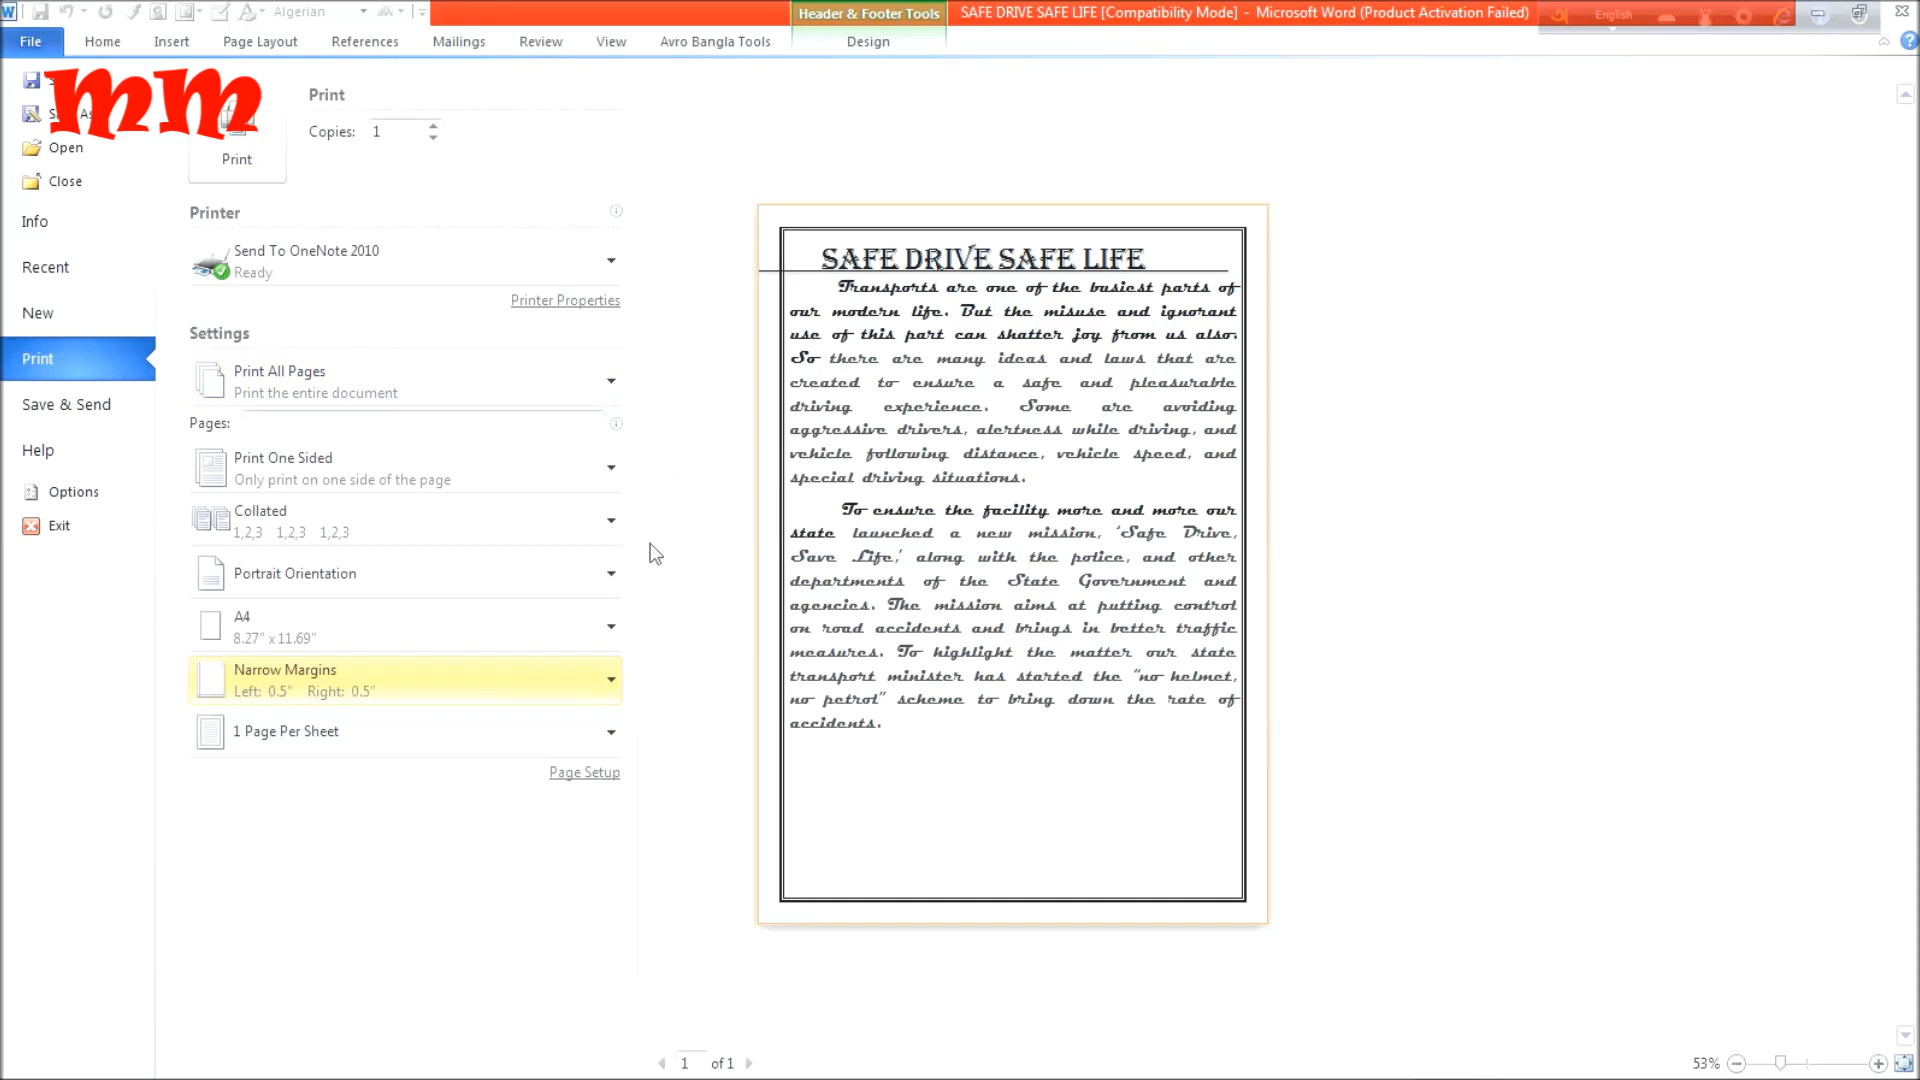 Algerian
Header & Footer Tools
SAFE DRIVE SAFE LIFE [Compatibility Mode] - Microsoft Word (Product Activation Failed)
English
File
Home
Insert
Page Layout
References
Mailings
Review
View
Avro Bangla Tools
Design
mm
Open
Close
Info
Recent
New
Print
Save & Send
Help
Options
Exit
Print
Copies: 1
Print
Printer
Send To OneNote 2010
Ready
Printer Properties
Settings
Print All Pages
Print the entire document
Pages:
Print One Sided
Only print on one side of the page
Collated
1,2,3 1,2,3 1,2,3
Portrait Orientation
A4
8.27" x 11.69"
Narrow Margins
Left: 0.5" Right: 0.5"
1 Page Per Sheet
Page Setup
SAFE DRIVE SAFE LIFE
Transports are one of the busiest parts of
our modern life. But the misuse and ignorant
use of this part can shatter joy from us also.
So there are many ideas and laws that are
created to ensure a safe and pleasurable
driving experience. Some are avoiding
aggressive drivers, alertness while driving, and
vehicle following distance, vehicle speed, and
special driving situations.
To ensure the facility more and more our
state launched a new mission, ‘Safe Drive,
Save Life,’ along with the police, and other
departments of the State Government and
agencies. The mission aims at putting control
on road accidents and brings in better traffic
measures. To highlight the matter our state
transport minister has started the “no helmet,
no petrol” scheme to bring down the rate of
accidents.
1 of 1
53%